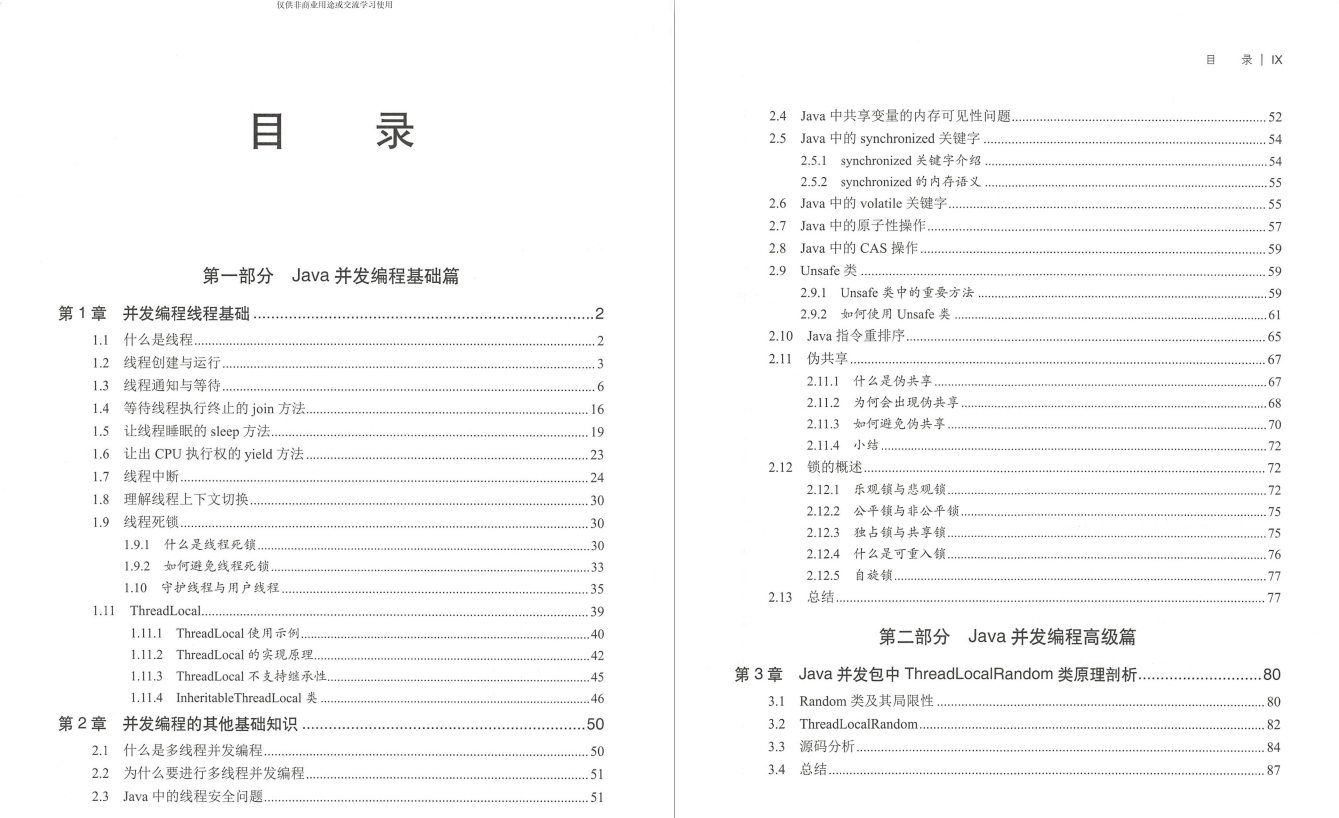 仅供非商业用途或交流学习使用
目 录
第一部分 Java 并发编程基础篇
第 1 章 并发编程线程基础 ........ 2
1.1 什么是线程 ........ 2
1.2 线程创建与运行 ........ 3
1.3 线程通知与等待 ........ 6
1.4 等待线程执行终止的 join 方法 ........ 16
1.5 让线程睡眠的 sleep 方法 ........ 19
1.6 让出 CPU 执行权的 yield 方法 ........ 23
1.7 线程中断 ........ 24
1.8 理解线程上下文切换 ........ 30
1.9 线程死锁 ........ 30
1.9.1 什么是线程死锁 ........ 30
1.9.2 如何避免线程死锁 ........ 33
1.10 守护线程与用户线程 ........ 35
1.11 ThreadLocal ........ 39
1.11.1 ThreadLocal 使用示例 ........ 40
1.11.2 ThreadLocal 的实现原理 ........ 42
1.11.3 ThreadLocal 不支持继承性 ........ 45
1.11.4 InheritableThreadLocal 类 ........ 46
第 2 章 并发编程的其他基础知识 ........ 50
2.1 什么是多线程并发编程 ........ 50
2.2 为什么要进行多线程并发编程 ........ 51
2.3 Java 中的线程安全问题 ........ 51
目 录 | IX
2.4 Java 中共享变量的内存可见性问题 ........ 52
2.5 Java 中的 synchronized 关键字 ........ 54
2.5.1 synchronized 关键字介绍 ........ 54
2.5.2 synchronized 的内存语义 ........ 55
2.6 Java 中的 volatile 关键字 ........ 55
2.7 Java 中的原子性操作 ........ 57
2.8 Java 中的 CAS 操作 ........ 59
2.9 Unsafe 类 ........ 59
2.9.1 Unsafe 类中的重要方法 ........ 59
2.9.2 如何使用 Unsafe 类 ........ 61
2.10 Java 指令重排序 ........ 65
2.11 伪共享 ........ 67
2.11.1 什么是伪共享 ........ 67
2.11.2 为何会出现伪共享 ........ 68
2.11.3 如何避免伪共享 ........ 70
2.11.4 小结 ........ 72
2.12 锁的概述 ........ 72
2.12.1 乐观锁与悲观锁 ........ 72
2.12.2 公平锁与非公平锁 ........ 75
2.12.3 独占锁与共享锁 ........ 75
2.12.4 什么是可重入锁 ........ 76
2.12.5 自旋锁 ........ 77
2.13 总结 ........ 77
第二部分 Java 并发编程高级篇
第 3 章 Java 并发包中 ThreadLocalRandom 类原理剖析 ........ 80
3.1 Random 类及其局限性 ........ 80
3.2 ThreadLocalRandom ........ 82
3.3 源码分析 ........ 84
3.4 总结 ........ 87